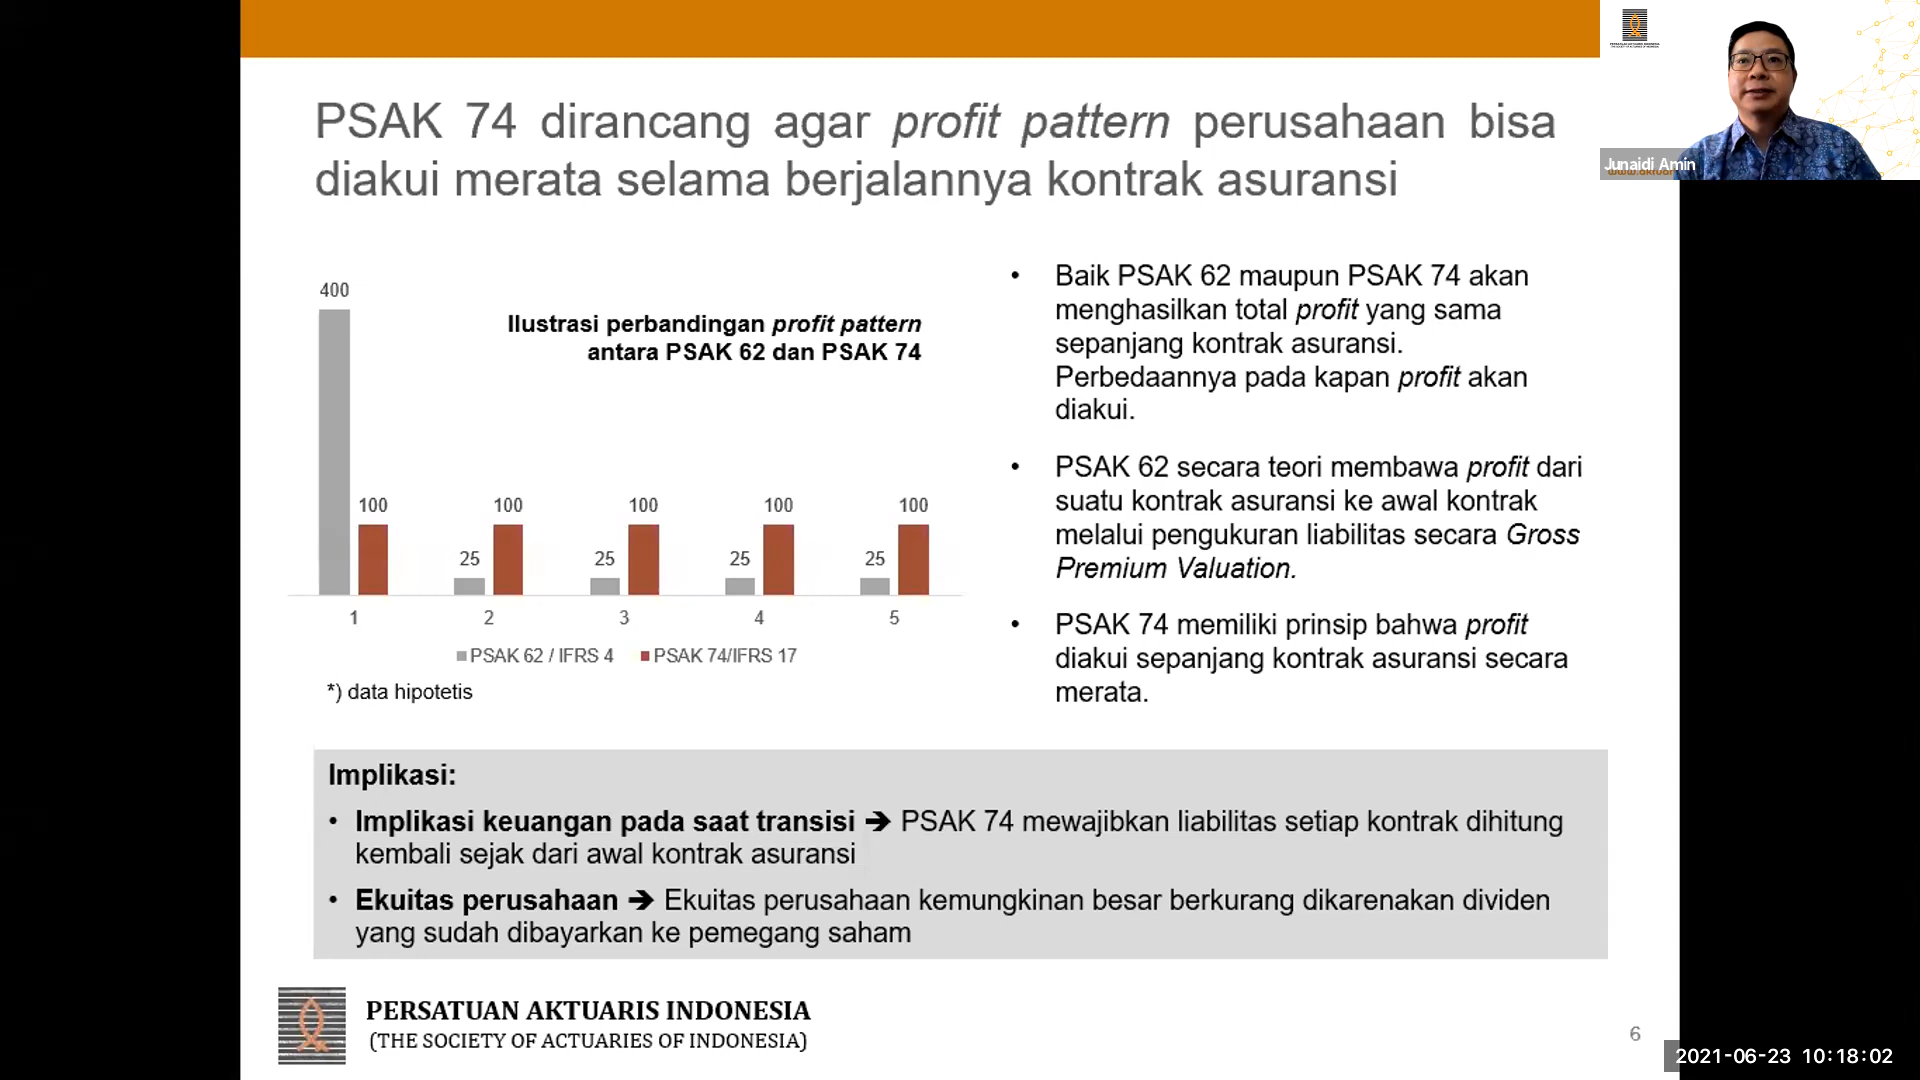 PSAK 74 dirancang agar profit pattern perusahaan bisa
diakui merata selama berjalannya kontrak asuransi
Junaidi Amin
Ilustrasi perbandingan profit pattern
antara PSAK 62 dan PSAK 74
400
100
25
100
25
100
25
100
25
100
1
2
3
4
5
PSAK 62 / IFRS 4
PSAK 74/IFRS 17
*) data hipotetis
• Baik PSAK 62 maupun PSAK 74 akan
menghasilkan total profit yang sama
sepanjang kontrak asuransi.
Perbedaannya pada kapan profit akan
diakui.
• PSAK 62 secara teori membawa profit dari
suatu kontrak asuransi ke awal kontrak
melalui pengukuran liabilitas secara Gross
Premium Valuation.
• PSAK 74 memiliki prinsip bahwa profit
diakui sepanjang kontrak asuransi secara
merata.
Implikasi:
• Implikasi keuangan pada saat transisi ➔ PSAK 74 mewajibkan liabilitas setiap kontrak dihitung
kembali sejak dari awal kontrak asuransi
• Ekuitas perusahaan ➔ Ekuitas perusahaan kemungkinan besar berkurang dikarenakan dividen
yang sudah dibayarkan ke pemegang saham
PERSATUAN AKTUARIS INDONESIA
(THE SOCIETY OF ACTUARIES OF INDONESIA)
6
2021-06-23 10:18:02